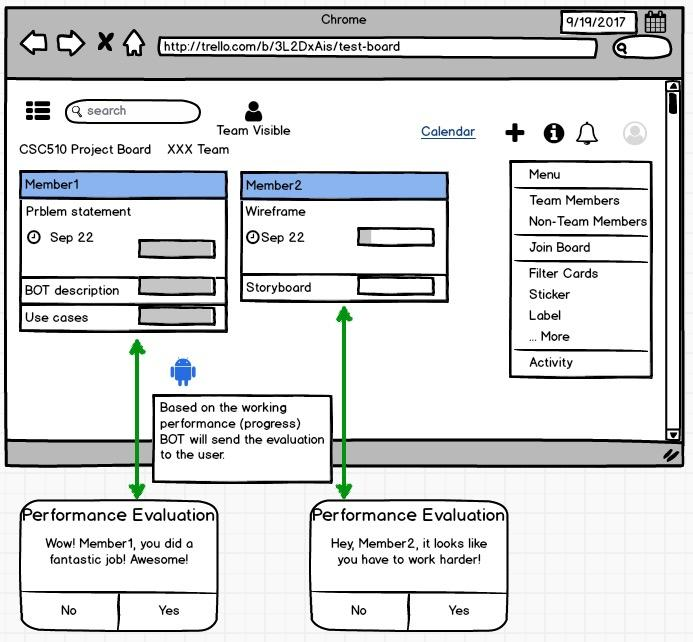 Chrome
9/19/2017
http://trello.com/b/3L2DxAis/test-board
search
Team Visible
Calendar
CSC510 Project Board XXX Team
Member1
Prblem statement
Sep 22
BOT description
Use cases
Member2
Wireframe
Sep 22
Storyboard
Menu
Team Members
Non-Team Members
Join Board
Filter Cards
Sticker
Label
... More
Activity
Based on the working
performance (progress)
BOT will send the evaluation
to the user.
Performance Evaluation
Wow! Member1, you did a
fantastic job! Awesome!
No Yes
Performance Evaluation
Hey, Member2, it looks like
you have to work harder!
No Yes